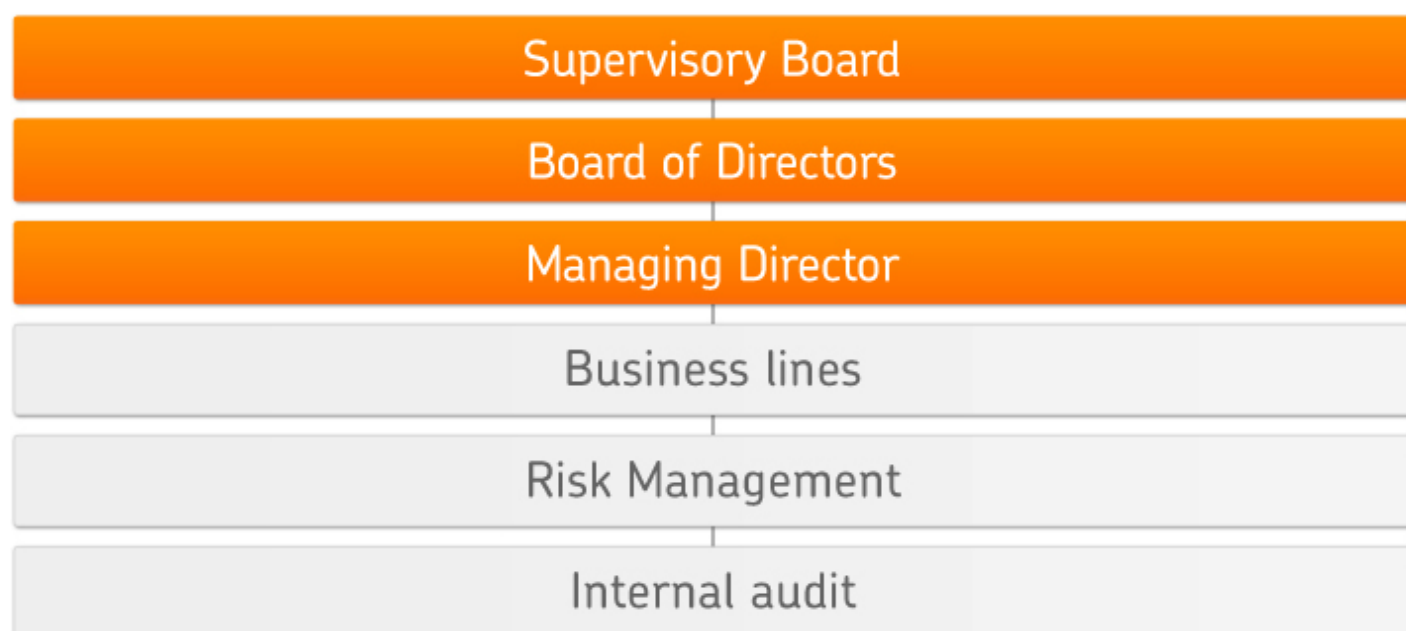 Supervisory Board
Board of Directors
Managing Director
Business lines
Risk Management
Internal audit